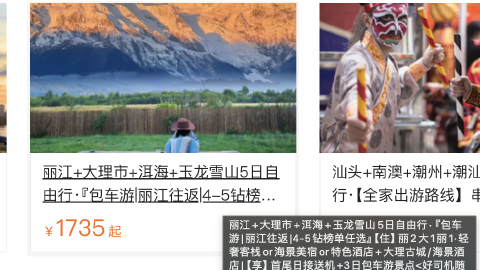 丽江+大理市+洱海+玉龙雪山5日自
由行·『包车游|丽江往返|4-5钻榜...
¥1735起
汕头+南澳+潮州+潮汕
行·【全家出游路线】串
丽江+大理市+洱海+玉龙雪山5日自由行·『包车
游|丽江往返|4-5钻榜单任选』【住】丽2大1丽1·轻
奢客栈or海景美宿or特色酒店+大理古城/海景酒
店|【享】首尾日接送机+3日包车游景点<好司机随